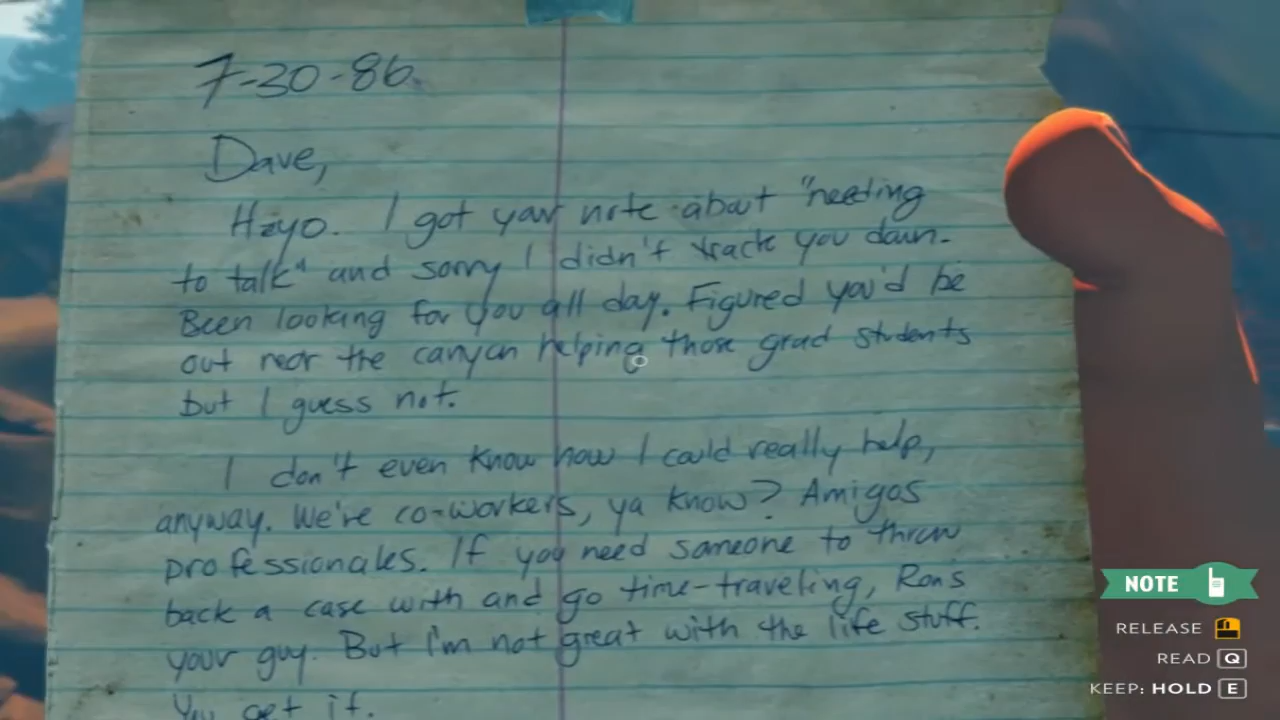 7-30-86.
Dave,
Heyo. I got your note about "needing
to talk" and sorry I didn't track you down.
Been looking for you all day. Figured you'd be
out near the canyon helping those grad students
but I guess not.
I don't even know how I could really help,
anyway. We're co-workers, ya know? Amigos
professionales. If you need someone to throw
back a case with and go time-traveling, Ron's
your guy. But I'm not great with the life stuff.
You get it.
NOTE
RELEASE
READ Q
KEEP: HOLD E